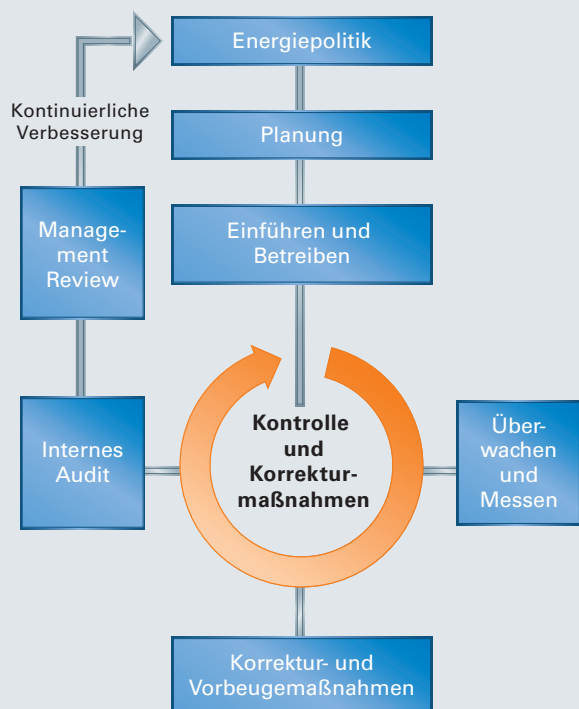 Energiepolitik
Kontinuierliche
Verbesserung
Planung
Manage-
ment
Review
Einführen und
Betreiben
Internes
Audit
Kontrolle
und
Korrektur-
maßnahmen
Über-
wachen
und
Messen
Korrektur- und
Vorbeugemaßnahmen